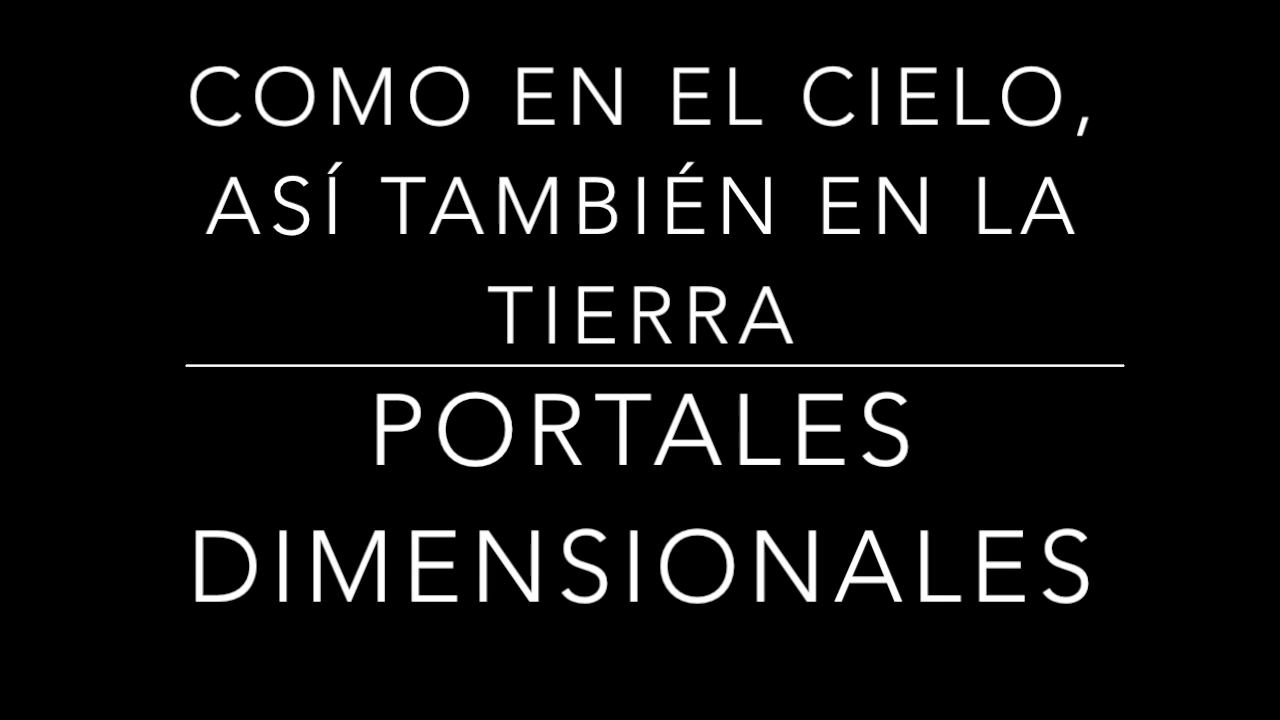 COMO EN EL CIELO,
ASÍ TAMBIÉN EN LA
TIERRA
PORTALES
DIMENSIONALES